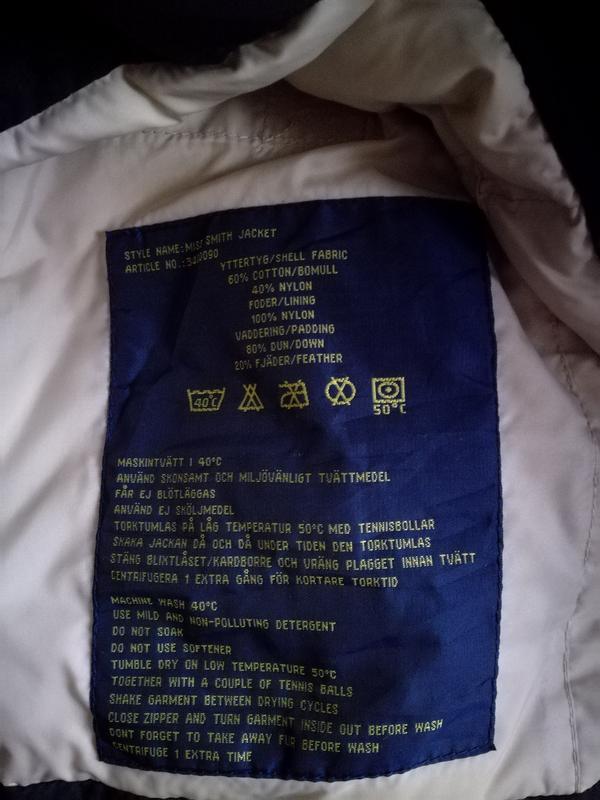 STYLE NAME: MISS SMITH JACKET
ARTICLE NO.:
YTTERTYG/SHELL FABRIC
60% COTTON/BOMULL
40% NYLON
FODER/LINING
100% NYLON
VADDERING/PADDING
80% DUN/DOWN
20% FJÄDER/FEATHER
40°C
50°C
MASKINTVÄTT I 40°C
ANVÄND SKONSAMT OCH MILJÖVÄNLIGT TVÄTTMEDEL
FÅR EJ BLÖTLÄGGAS
ANVÄND EJ SKÖLJMEDEL
TORKTUMLAS PÅ LÅG TEMPERATUR 50°C MED TENNISBOLLAR
SKAKA JACKAN DÅ OCH DÅ UNDER TIDEN DEN TORKTUMLAS
STÄNG BLIXTLÅSET/KARDBORRE OCH VRÄNG PLAGGET INNAN TVÄTT
CENTRIFUGERA 1 EXTRA GÅNG FÖR KORTARE TORKTID
MACHINE WASH 40°C
USE MILD AND NON-POLLUTING DETERGENT
DO NOT SOAK
DO NOT USE SOFTENER
TUMBLE DRY ON LOW TEMPERATURE 50°C
TOGETHER WITH A COUPLE OF TENNIS BALLS
SHAKE GARMENT BETWEEN DRYING CYCLES
CLOSE ZIPPER AND TURN GARMENT INSIDE OUT BEFORE WASH
DONT FORGET TO TAKE AWAY FUR BEFORE WASH
CENTRIFUGE 1 EXTRA TIME